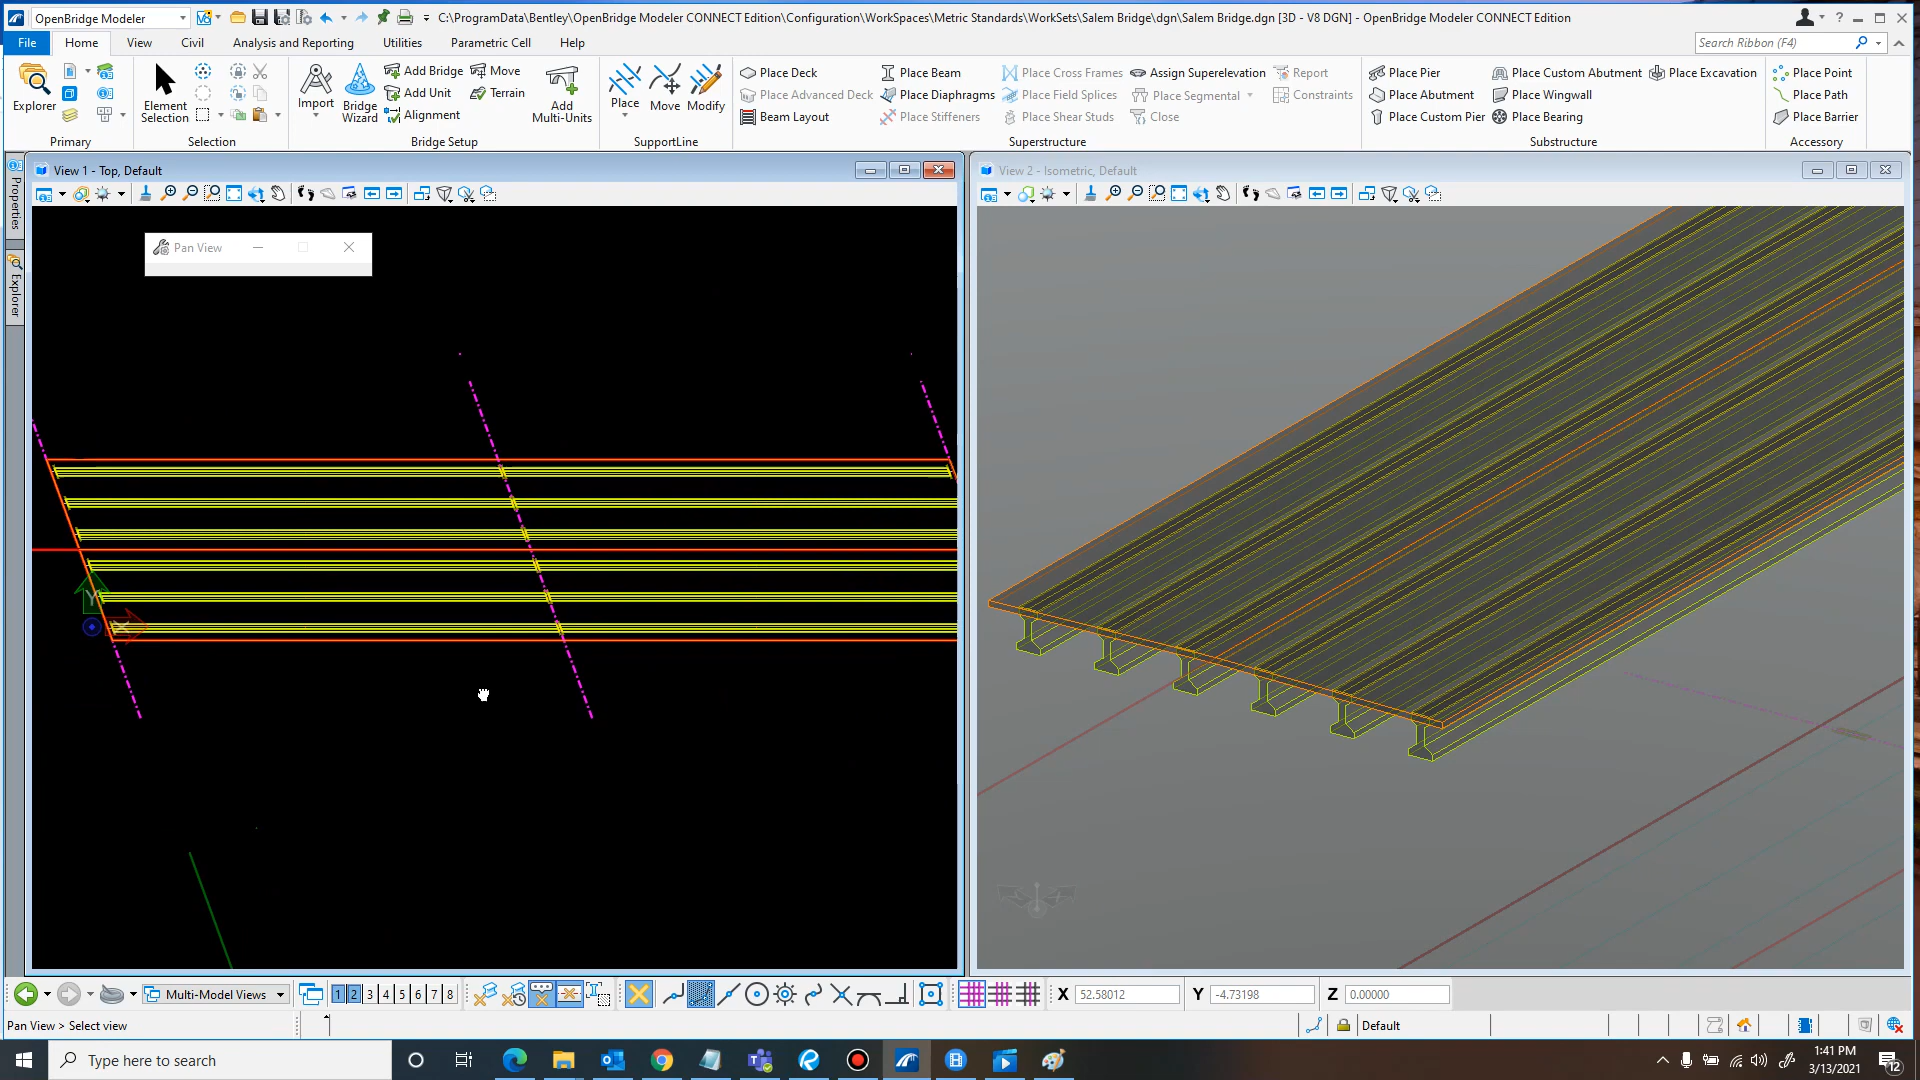 OpenBridge Modeler
C:\ProgramData\Bentley\OpenBridge Modeler CONNECT Edition\Configuration\WorkSpaces\Metric Standards\WorkSets\Salem Bridge\dgn\Salem Bridge.dgn [3D - V8 DGN] - OpenBridge Modeler CONNECT Edition
File Home View Civil Analysis and Reporting Utilities Parametric Cell Help
Search Ribbon (F4)
Add Bridge Move
Place Deck Place Beam Place Cross Frames Assign Superelevation Report
Place Pier Place Custom Abutment Place Excavation Place Point
Add Unit Terrain
Place Advanced Deck Place Diaphragms Place Field Splices Place Segmental Constraints
Place Abutment Place Wingwall Place Path
Explorer Element Selection Import Bridge Wizard Alignment Add Multi-Units Place Move Modify
Beam Layout Place Stiffeners Place Shear Studs Close
Place Custom Pier Place Bearing Place Barrier
Primary Selection Bridge Setup SupportLine Superstructure Substructure Accessory
View 1 - Top, Default
View 2 - Isometric, Default
Properties
Explorer
Pan View
Y
X
1 2 3 4 5 6 7 8
Multi-Model Views
X 52.58012 Y -4.73198 Z 0.00000
Pan View > Select view
Default
Type here to search
1:41 PM
3/13/2021
12